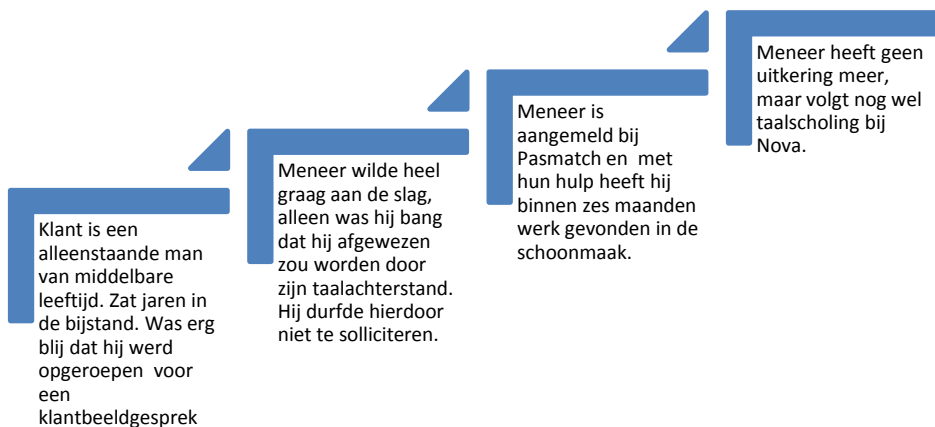 Klant is een
alleenstaande man
van middelbare
leeftijd. Zat jaren in
de bijstand. Was erg
blij dat hij werd
opgeroepen voor
een
klantbeeldgesprek
Meneer wilde heel
graag aan de slag,
alleen was hij bang
dat hij afgewezen
zou worden door
zijn taalachterstand.
Hij durfde hierdoor
niet te solliciteren.
Meneer is
aangemeld bij
Pasmatch en met
hun hulp heeft hij
binnen zes maanden
werk gevonden in de
schoonmaak.
Meneer heeft geen
uitkering meer,
maar volgt nog wel
taalscholing bij
Nova.